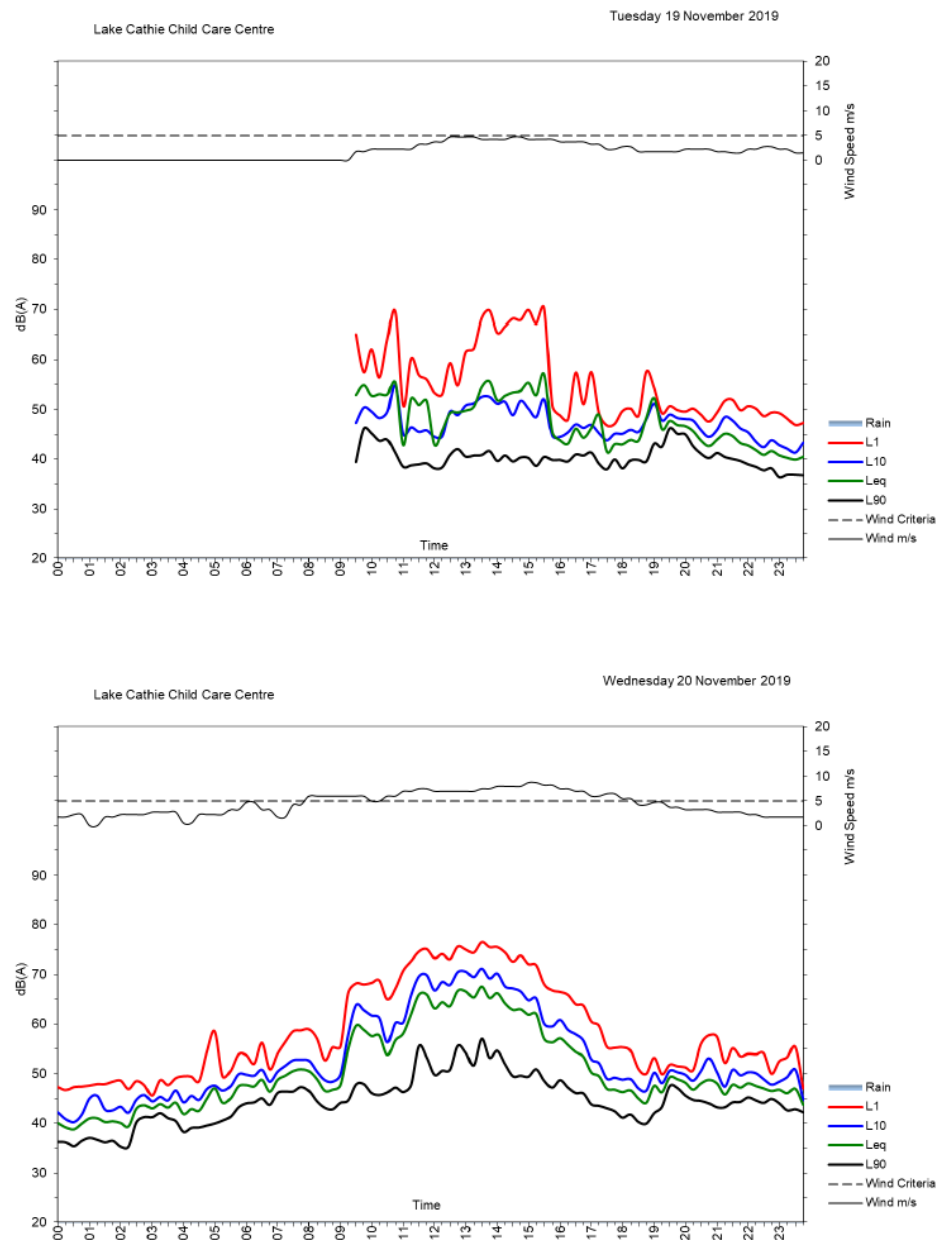 Tuesday 19 November 2019
Lake Cathie Child Care Centre
20
15
10
5
0
Wind Speed m/s
90
80
70
60
50
40
30
20
dB(A)
Time
00 01 02 03 04 05 06 07 08 09 10 11 12 13 14 15 16 17 18 19 20 21 22 23
Rain
L1
L10
Leq
L90
Wind Criteria
Wind m/s
Wednesday 20 November 2019
Lake Cathie Child Care Centre
20
15
10
5
0
Wind Speed m/s
90
80
70
60
50
40
30
20
dB(A)
Time
00 01 02 03 04 05 06 07 08 09 10 11 12 13 14 15 16 17 18 19 20 21 22 23
Rain
L1
L10
Leq
L90
Wind Criteria
Wind m/s